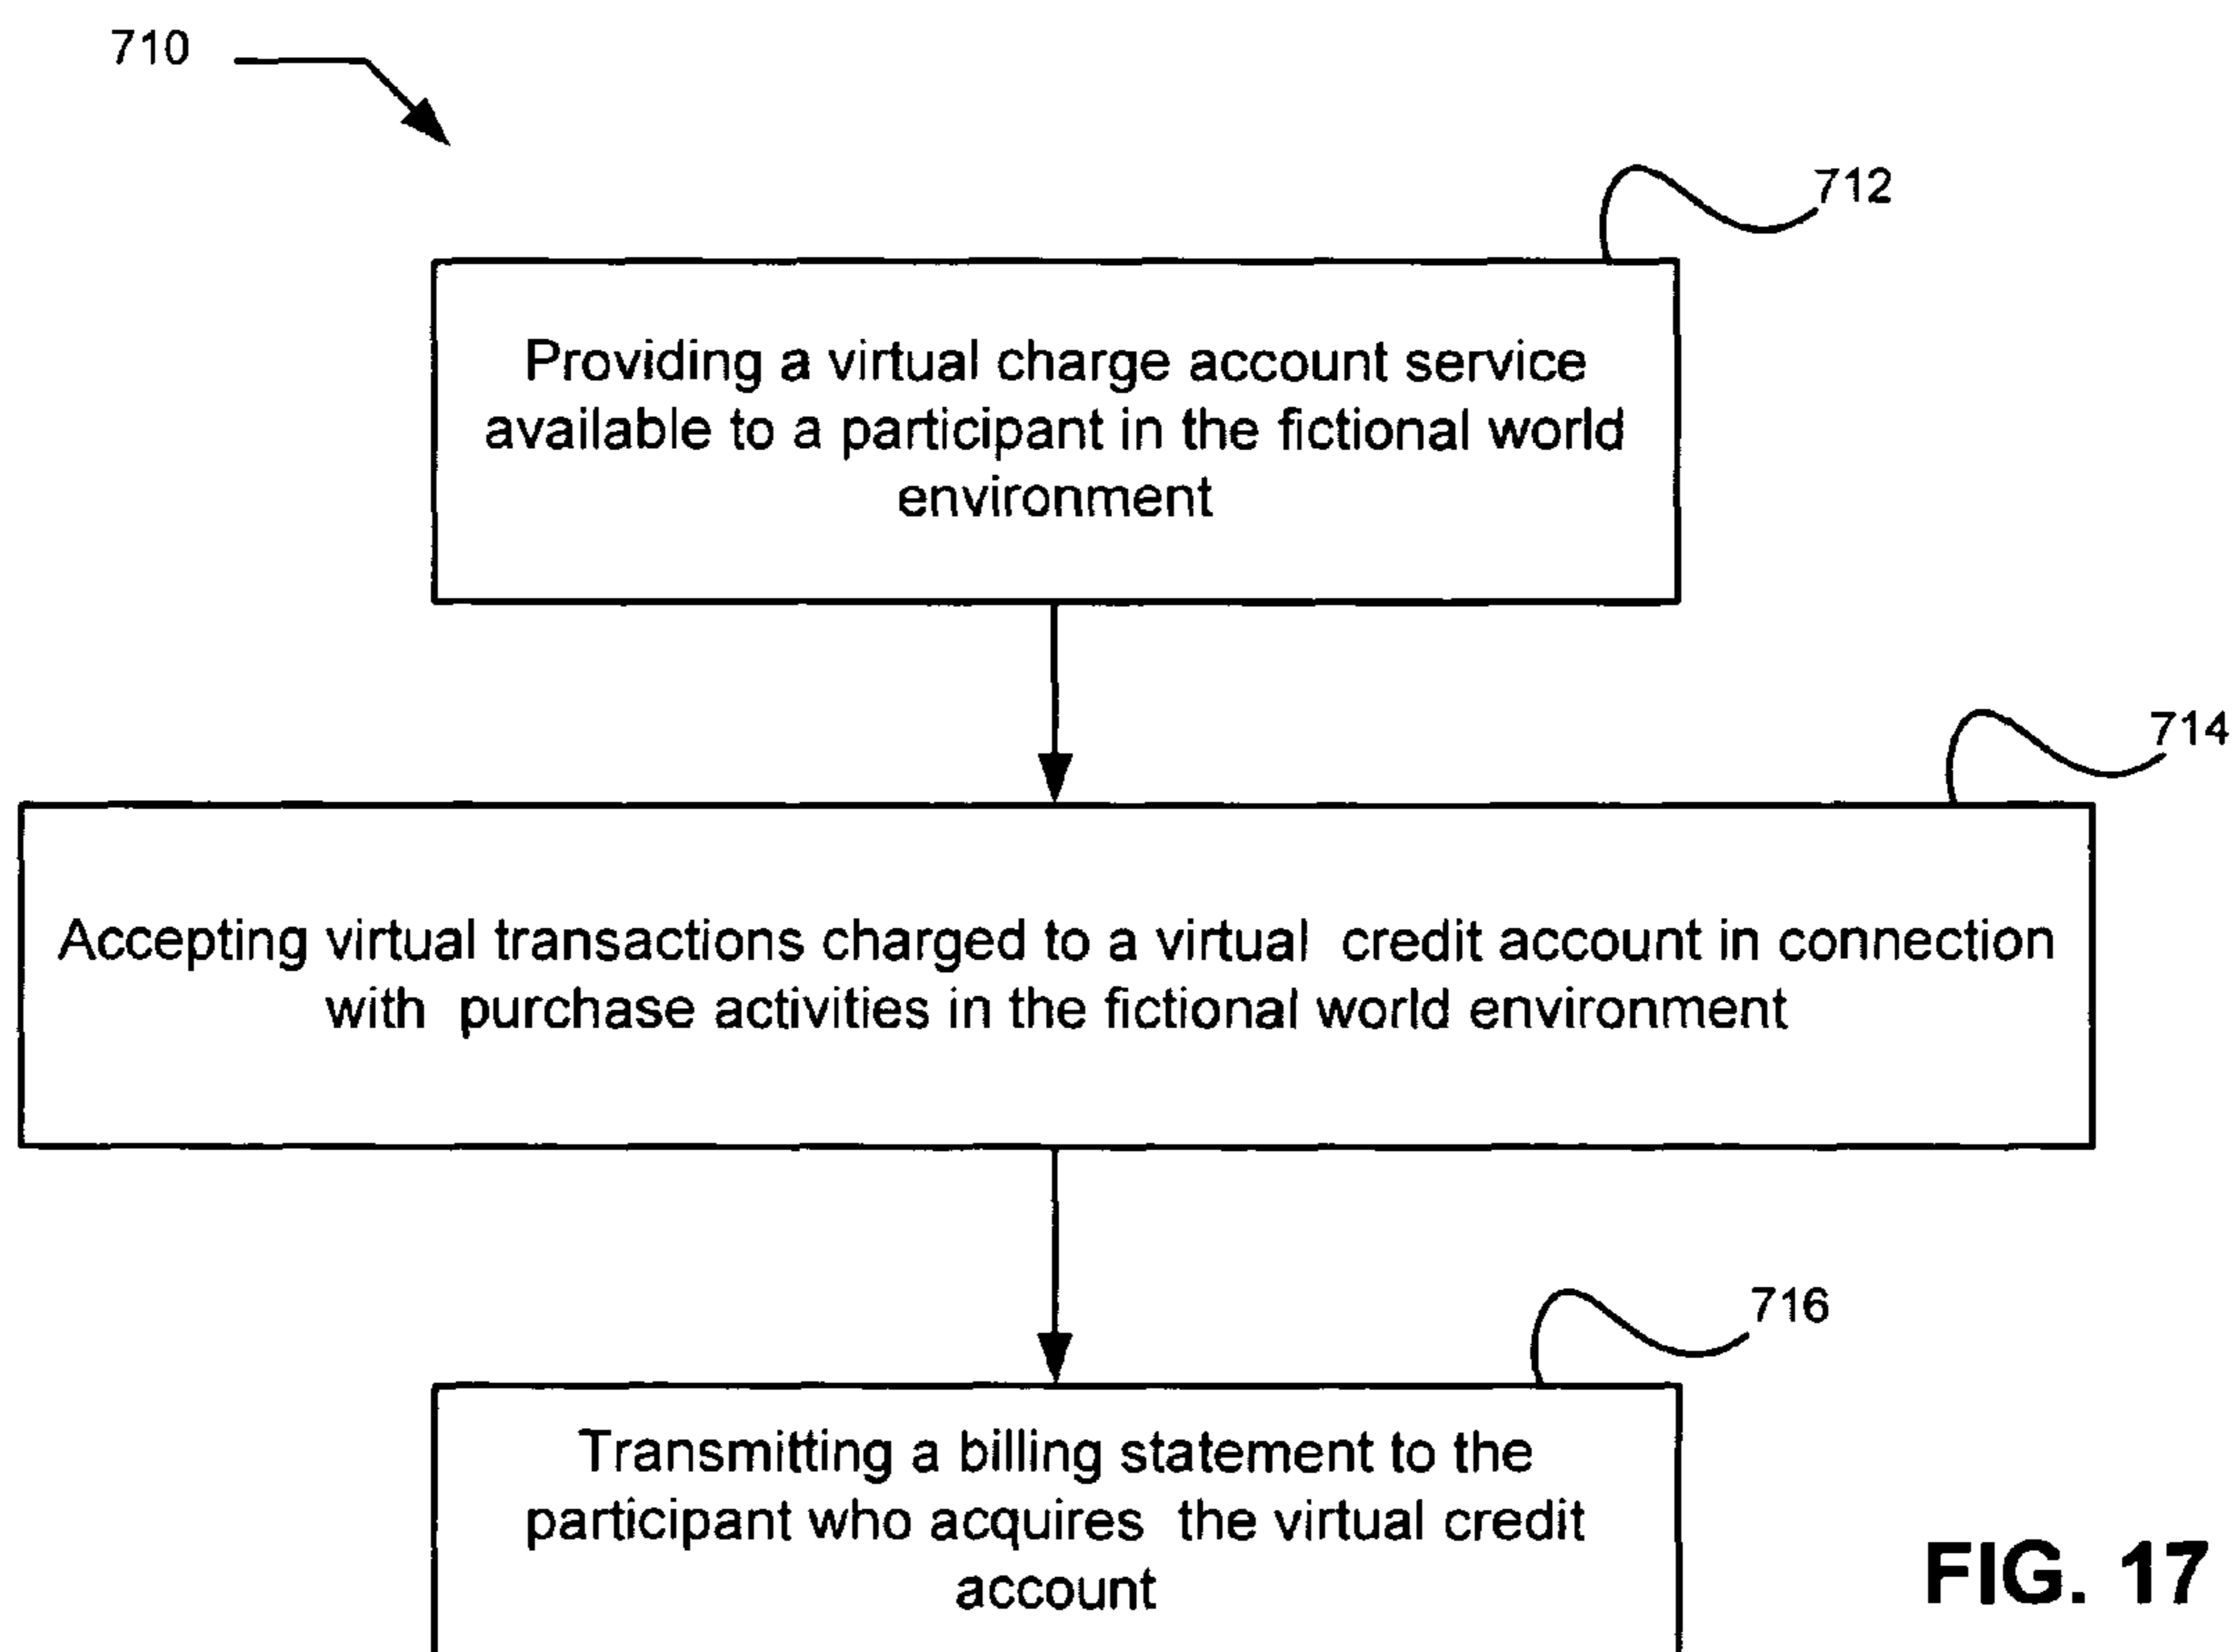 710
712
Providing a virtual charge account service
available to a participant in the fictional world
environment
714
Accepting virtual transactions charged to a virtual credit account in connection
with purchase activities in the fictional world environment
716
Transmitting a billing statement to the
participant who acquires the virtual credit
account
FIG. 17